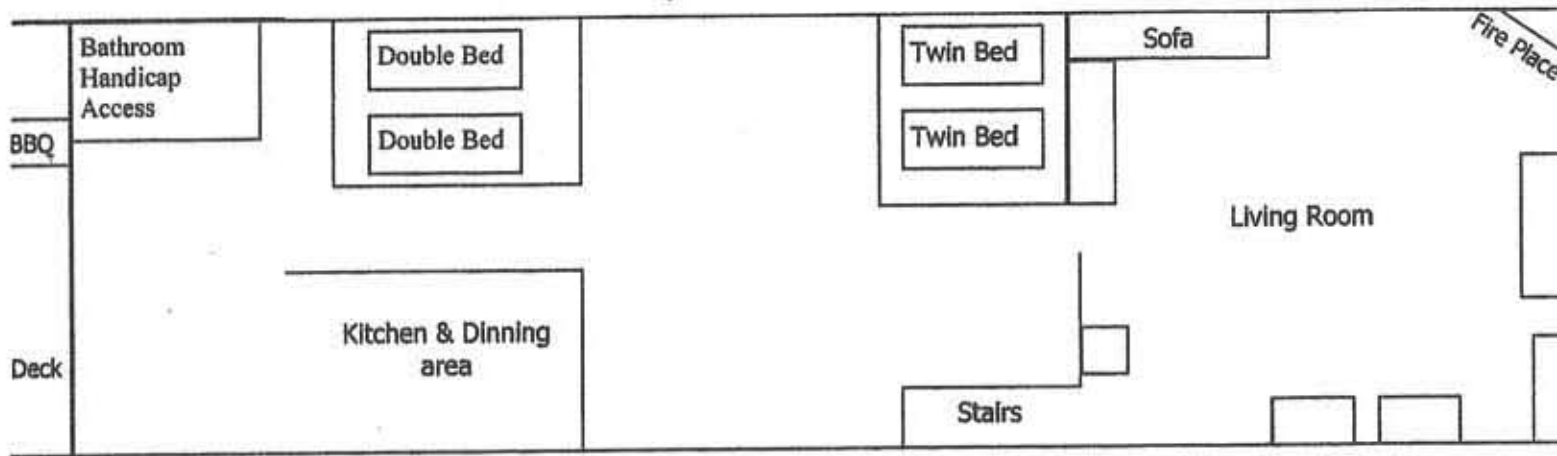 Bathroom
Handicap
Access
Double Bed
Double Bed
Twin Bed
Twin Bed
Sofa
Fire Place
BBQ
Living Room
Kitchen & Dinning
area
Deck
Stairs